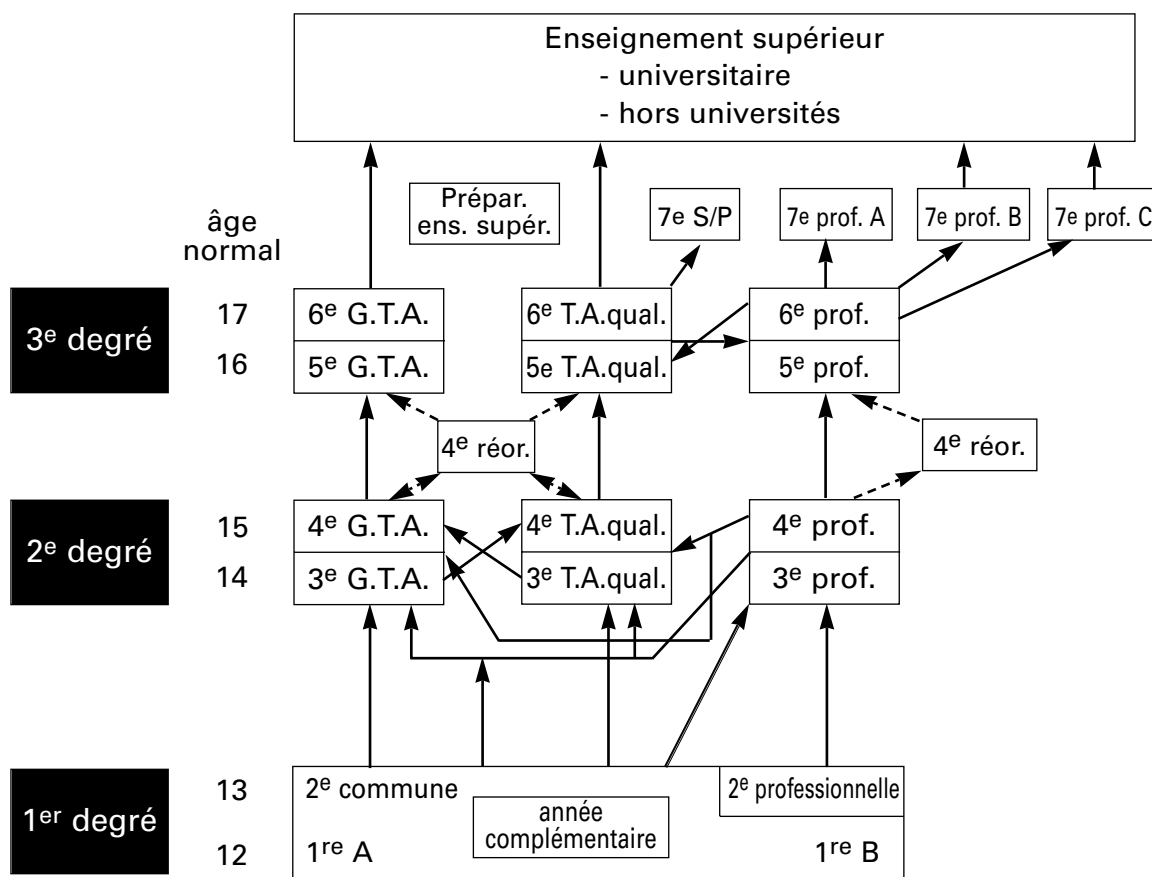 Enseignement supérieur
- universitaire
- hors universités
Prépar.
ens. supér.
7e S/P
7e prof. A
7e prof. B
7e prof. C
âge
normal
3e degré
17
6e G.T.A.
6e T.A.qual.
6e prof.
16
5e G.T.A.
5e T.A.qual.
5e prof.
4e réor.
4e réor.
2e degré
15
4e G.T.A.
4e T.A.qual.
4e prof.
14
3e G.T.A.
3e T.A.qual.
3e prof.
1er degré
13
2e commune
année
complémentaire
2e professionnelle
12
1re A
1re B